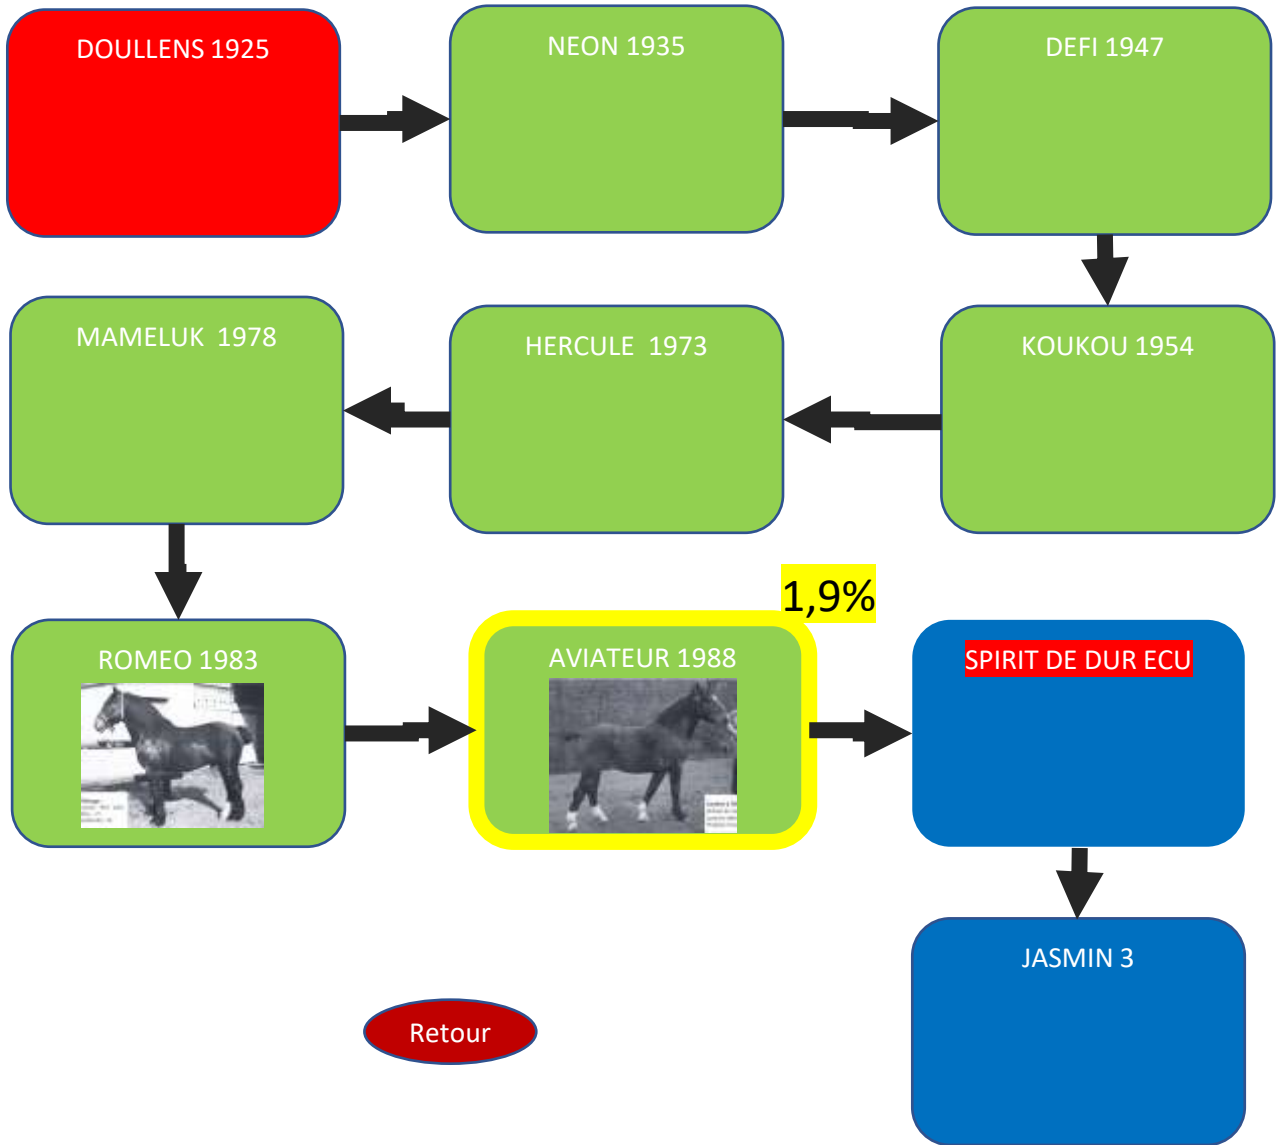 DOULLENS 1925
NEON 1935
DEFI 1947
MAMELUK 1978
HERCULE 1973
KOUKOU 1954
1,9%
ROMEO 1983
AVIATEUR 1988
SPIRIT DE DUR ECU
JASMIN 3
Retour